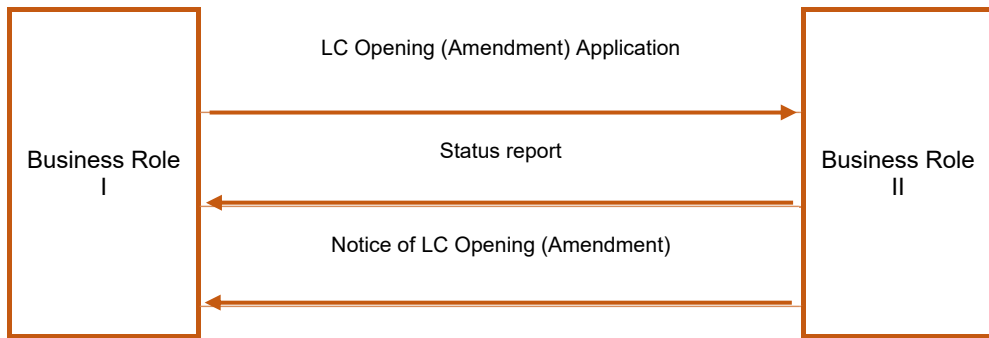 LC Opening (Amendment) Application
Status report
Business Role
I
Business Role
II
Notice of LC Opening (Amendment)